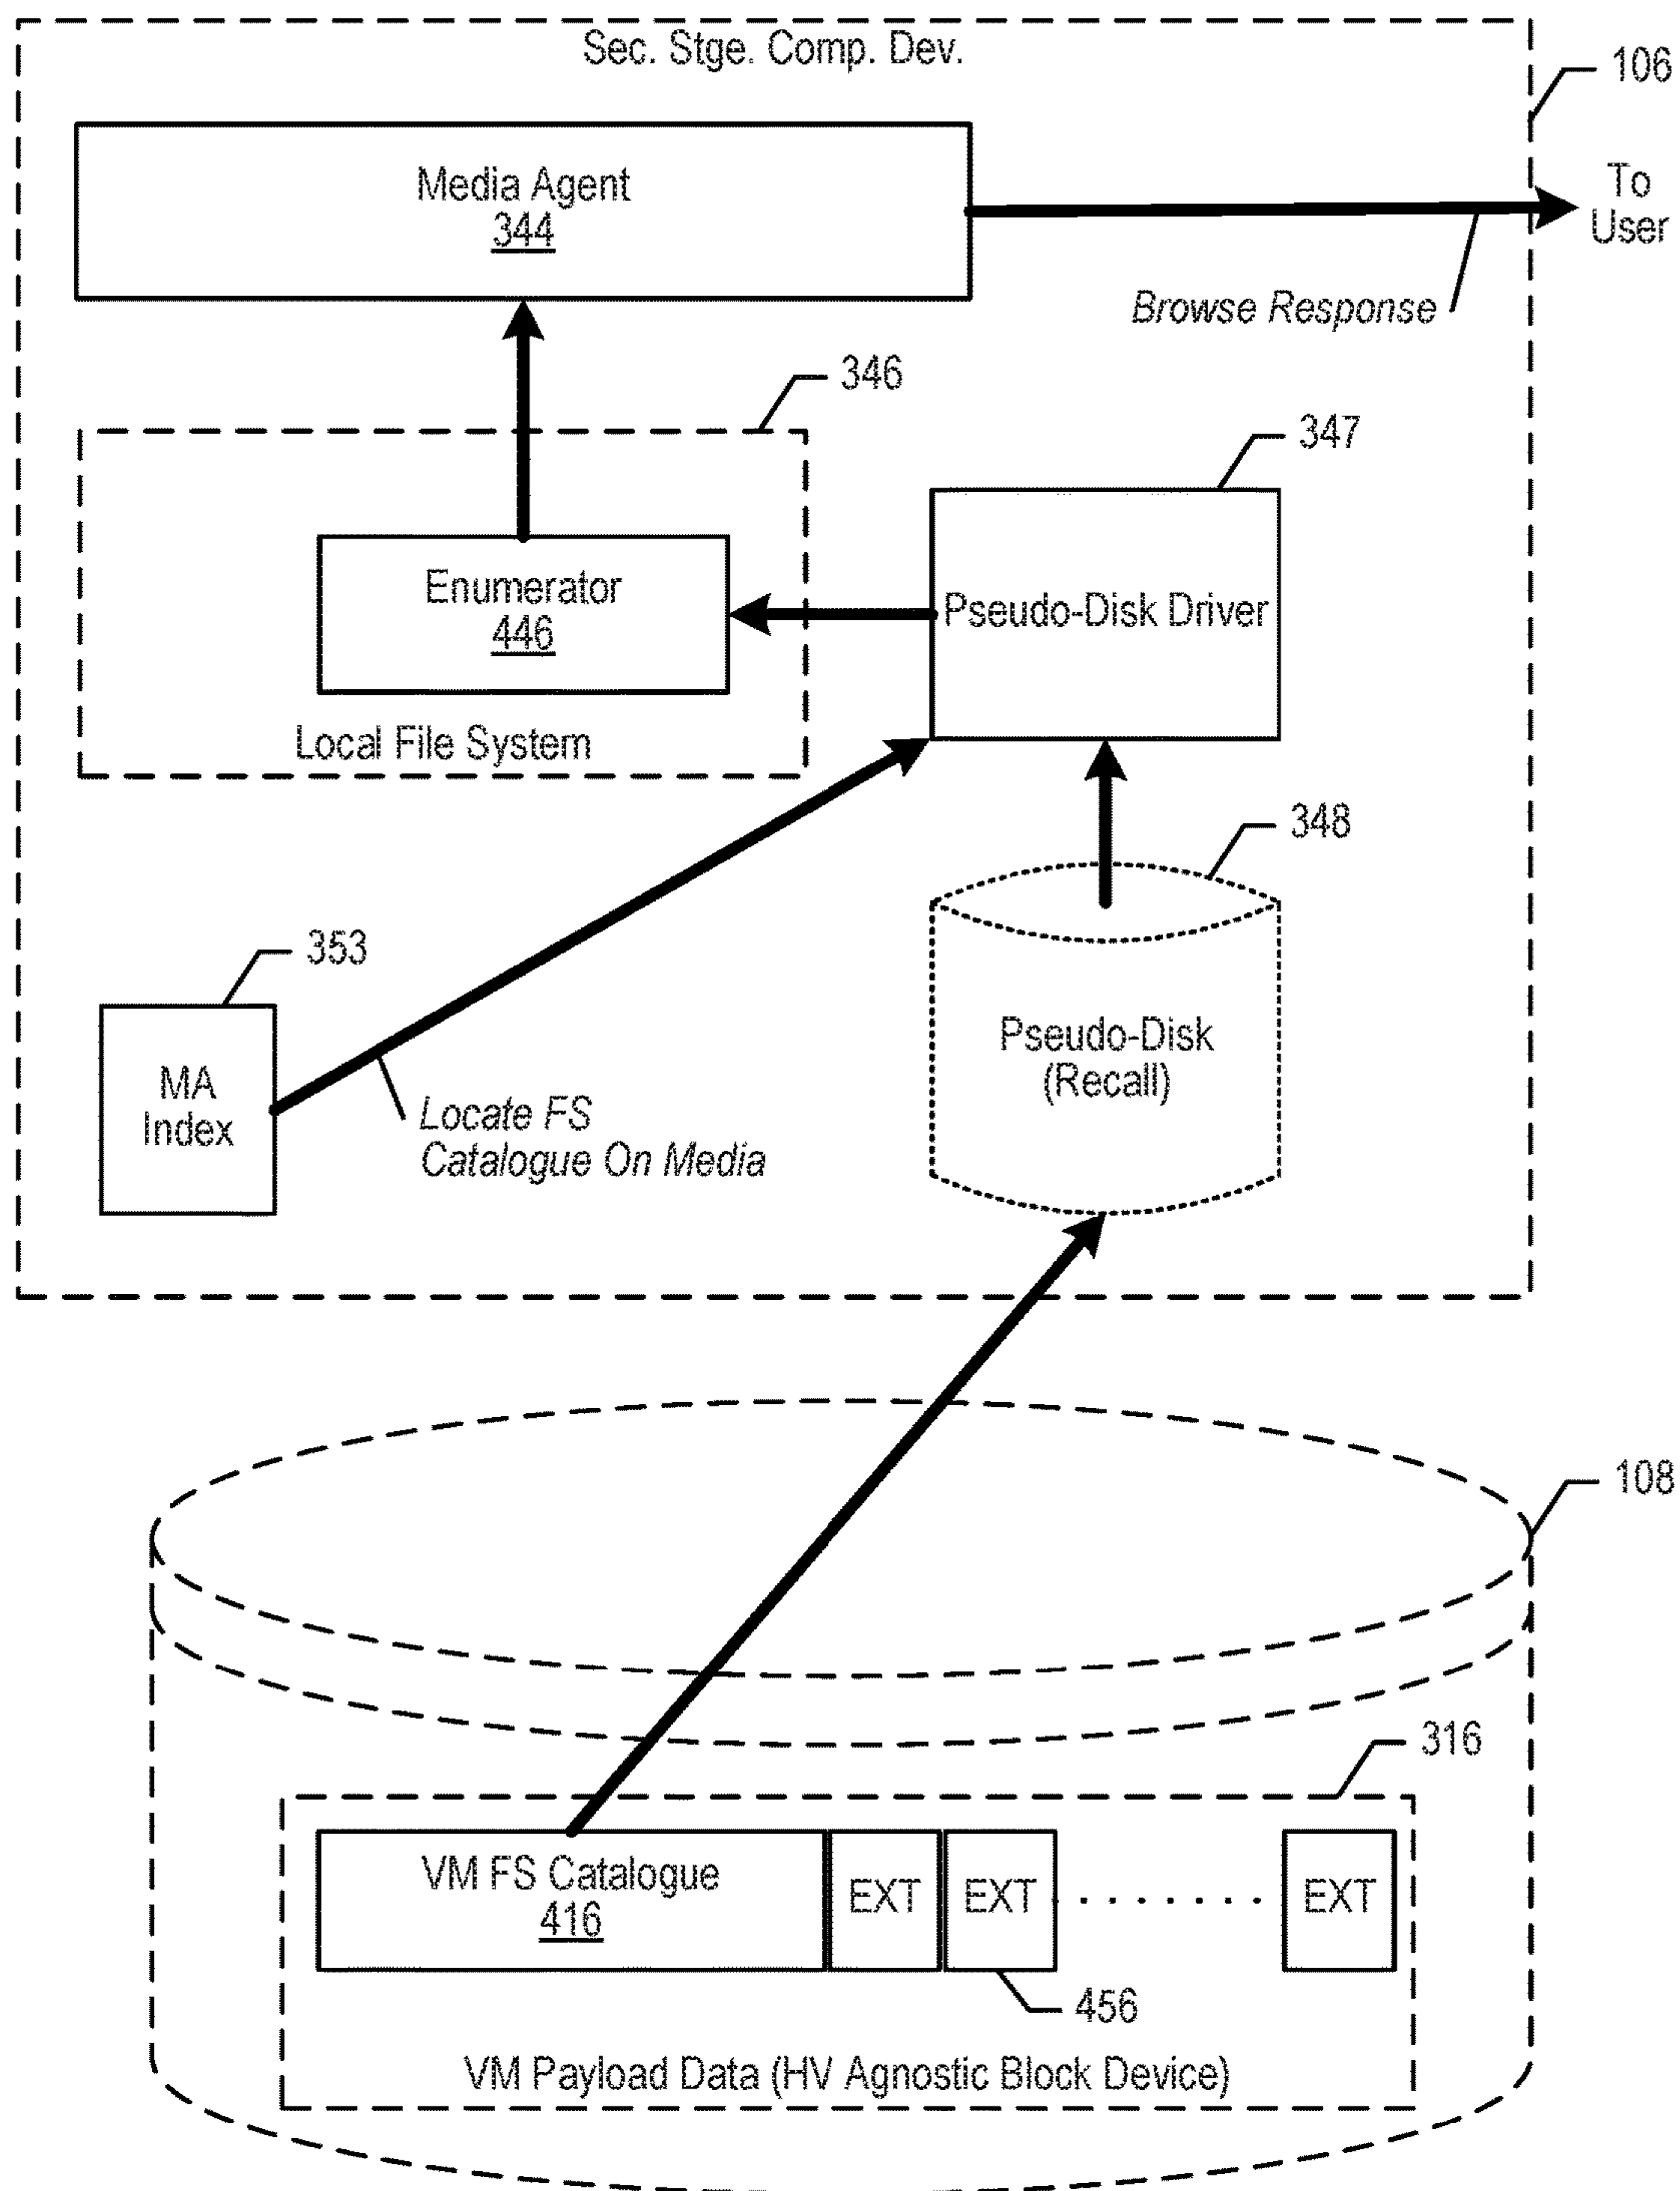 Sec. Stge. Comp. Dev.
106
Media Agent
344
To
User
Browse Response
346
347
Enumerator
446
Pseudo-Disk Driver
Local File System
348
353
Pseudo-Disk
(Recall)
MA
Index
Locate FS
Catalogue On Media
108
316
VM FS Catalogue
416
EXT
EXT
. . . . . . . .
EXT
456
VM Payload Data (HV Agnostic Block Device)